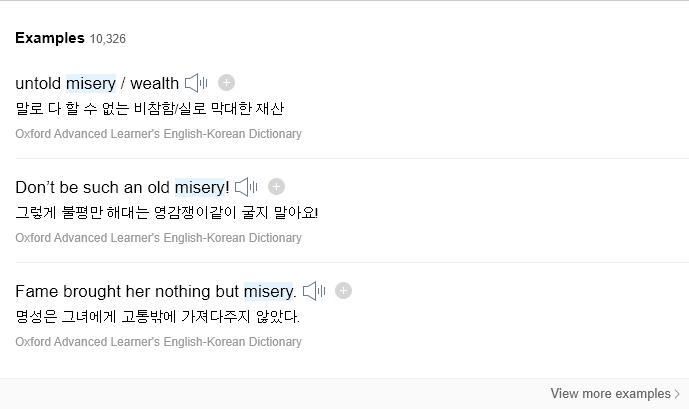 Examples 10,326
untold misery / wealth
말로 다 할 수 없는 비참함/실로 막대한 재산
Oxford Advanced Learner's English-Korean Dictionary
Don’t be such an old misery!
그렇게 불평만 해대는 영감쟁이같이 굴지 말아요!
Oxford Advanced Learner's English-Korean Dictionary
Fame brought her nothing but misery.
명성은 그녀에게 고통밖에 가져다주지 않았다.
Oxford Advanced Learner's English-Korean Dictionary
View more examples